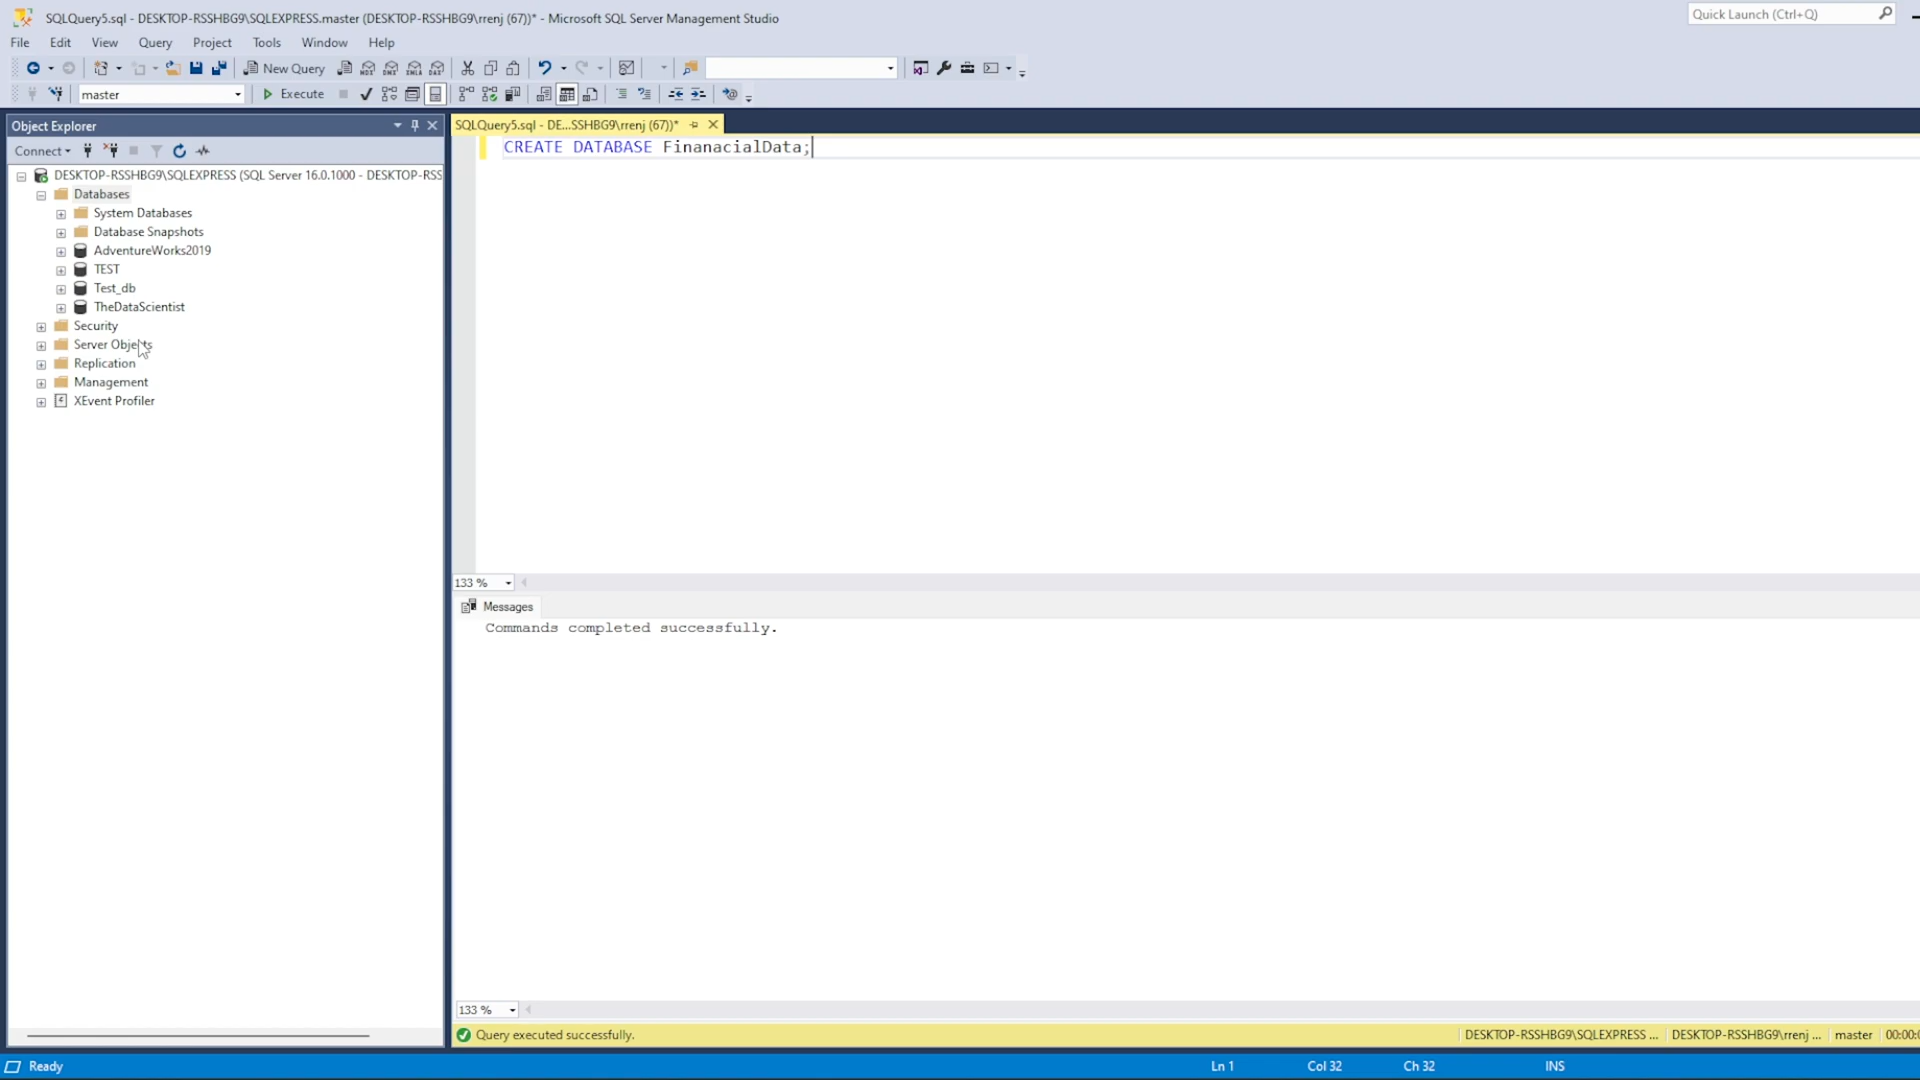 SQLQuery5.sql - DESKTOP-RSSHBG9\SQLEXPRESS.master (DESKTOP-RSSHBG9\rrenj (67))* - Microsoft SQL Server Management Studio
Quick Launch (Ctrl+Q)
File Edit View Query Project Tools Window Help
New Query
master Execute
Object Explorer
SQLQuery5.sql - DE...SSHBG9\rrenj (67))*
Connect
CREATE DATABASE FinanacialData;
DESKTOP-RSSHBG9\SQLEXPRESS (SQL Server 16.0.1000 - DESKTOP-RSS
Databases
System Databases
Database Snapshots
AdventureWorks2019
TEST
Test_db
TheDataScientist
Security
Server Objects
Replication
Management
XEvent Profiler
133 %
Messages
Commands completed successfully.
133 %
Query executed successfully.
DESKTOP-RSSHBG9\SQLEXPRESS ... DESKTOP-RSSHBG9\rrenj ... master 00:00:
Ready Ln 1 Col 32 Ch 32 INS